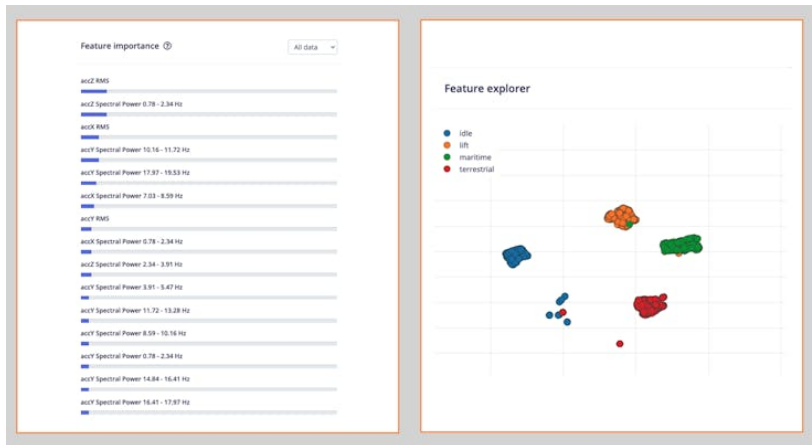 Feature importance
All data
accZ RMS
accZ Spectral Power 0.78 - 2.34 Hz
accX RMS
accY Spectral Power 10.16 - 11.72 Hz
accY Spectral Power 17.97 - 19.53 Hz
accX Spectral Power 7.03 - 8.59 Hz
accY RMS
accX Spectral Power 0.78 - 2.34 Hz
accZ Spectral Power 2.34 - 3.91 Hz
accY Spectral Power 3.91 - 5.47 Hz
accY Spectral Power 11.72 - 13.28 Hz
accY Spectral Power 8.59 - 10.16 Hz
accY Spectral Power 0.78 - 2.34 Hz
accY Spectral Power 14.84 - 16.41 Hz
accY Spectral Power 16.41 - 17.97 Hz
Feature explorer
idle
lift
maritime
terrestrial